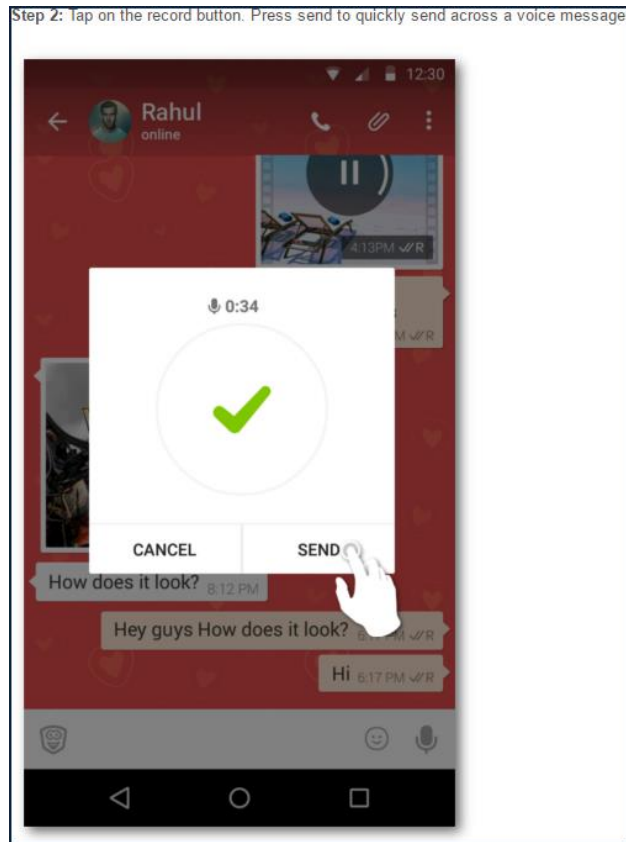 Step 2: Tap on the record button. Press send to quickly send across a voice message
12:30
Rahul
online
4:13PM R
s
M R
0:34
CANCEL SEND
How does it look? 8:12 PM
Hey guys How does it look? PM R
Hi 6:17 PM R